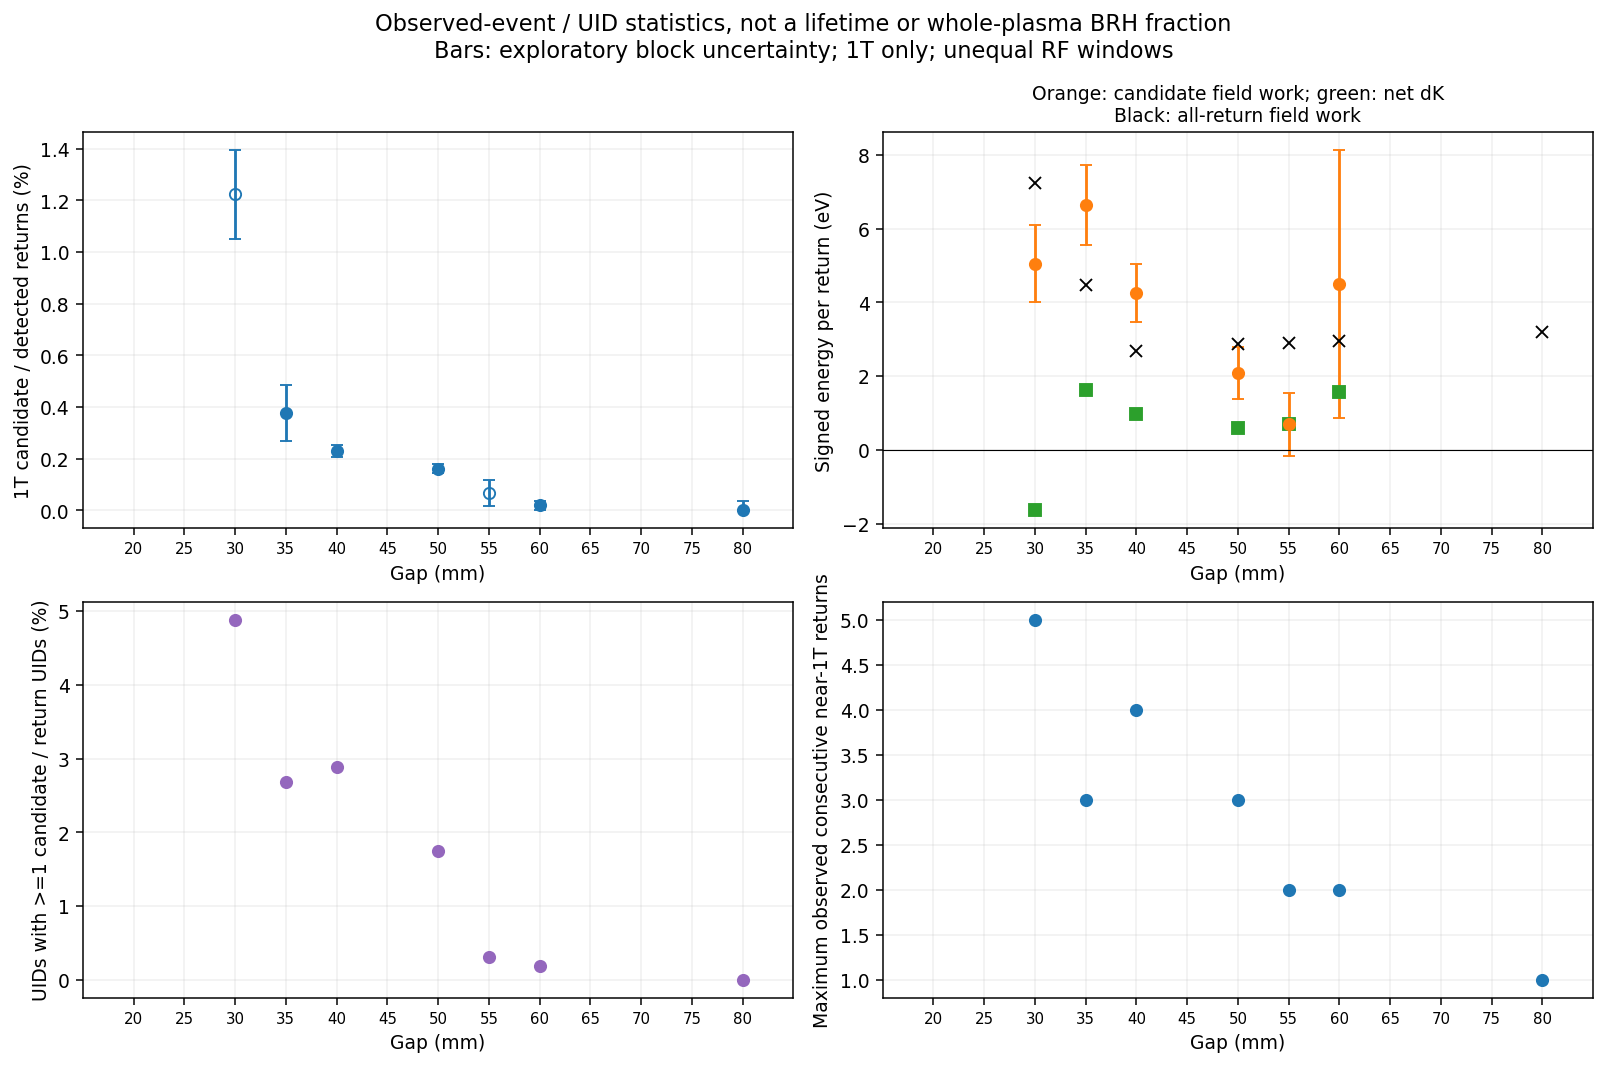 Observed-event / UID statistics, not a lifetime or whole-plasma BRH fraction
Bars: exploratory block uncertainty; 1T only; unequal RF windows
1T candidate / detected returns (%)
1.4
1.2
1.0
0.8
0.6
0.4
0.2
0.0
20 25 30 35 40 45 50 55 60 65 70 75 80
Gap (mm)
Orange: candidate field work; green: net dK
Black: all-return field work
Signed energy per return (eV)
8
6
4
2
0
−2
20 25 30 35 40 45 50 55 60 65 70 75 80
Gap (mm)
UIDs with >=1 candidate / return UIDs (%)
5
4
3
2
1
0
20 25 30 35 40 45 50 55 60 65 70 75 80
Gap (mm)
Maximum observed consecutive near-1T returns
5.0
4.5
4.0
3.5
3.0
2.5
2.0
1.5
1.0
20 25 30 35 40 45 50 55 60 65 70 75 80
Gap (mm)